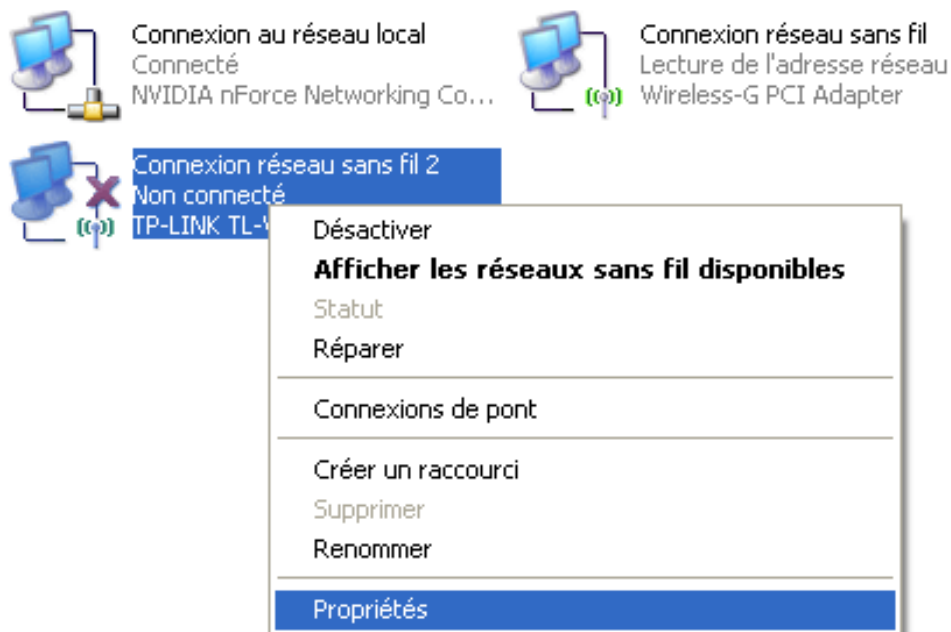 Connexion au réseau local
Connecté
NVIDIA nForce Networking Co...
Connexion réseau sans fil
Lecture de l'adresse réseau
Wireless-G PCI Adapter
Connexion réseau sans fil 2
Non connecté
TP-LINK
Désactiver
Afficher les réseaux sans fil disponibles
Statut
Réparer
Connexions de pont
Créer un raccourci
Supprimer
Renommer
Propriétés